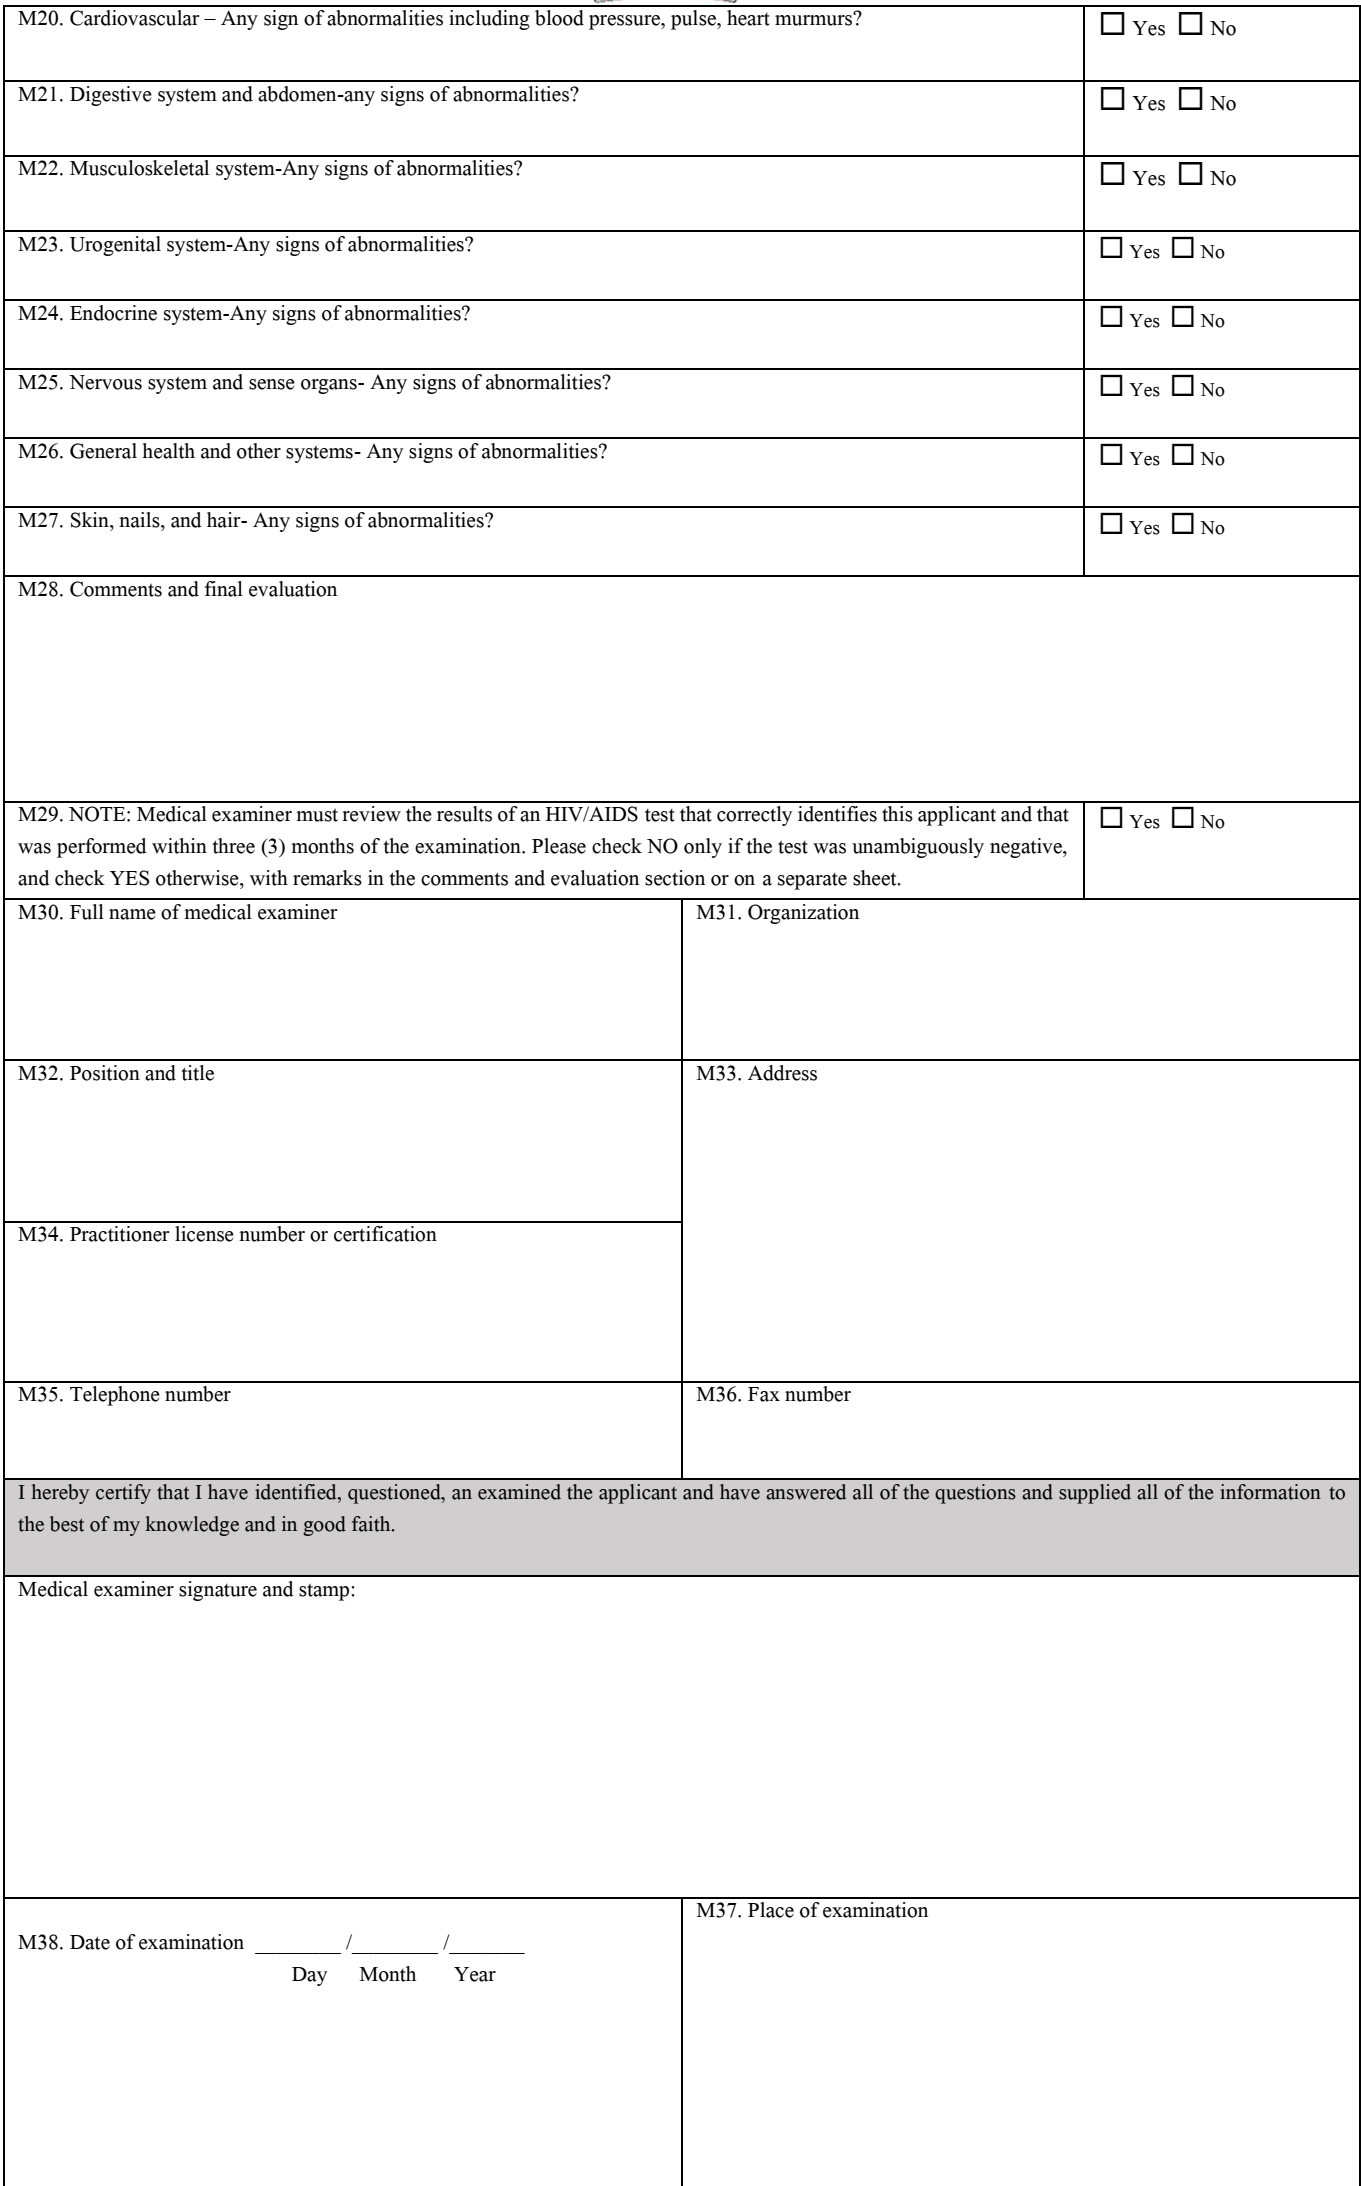 M20. Cardiovascular – Any sign of abnormalities including blood pressure, pulse, heart murmurs?
☐ Yes ☐ No
M21. Digestive system and abdomen-any signs of abnormalities?
☐ Yes ☐ No
M22. Musculoskeletal system-Any signs of abnormalities?
☐ Yes ☐ No
M23. Urogenital system-Any signs of abnormalities?
☐ Yes ☐ No
M24. Endocrine system-Any signs of abnormalities?
☐ Yes ☐ No
M25. Nervous system and sense organs- Any signs of abnormalities?
☐ Yes ☐ No
M26. General health and other systems- Any signs of abnormalities?
☐ Yes ☐ No
M27. Skin, nails, and hair- Any signs of abnormalities?
☐ Yes ☐ No
M28. Comments and final evaluation
M29. NOTE: Medical examiner must review the results of an HIV/AIDS test that correctly identifies this applicant and that
was performed within three (3) months of the examination. Please check NO only if the test was unambiguously negative,
and check YES otherwise, with remarks in the comments and evaluation section or on a separate sheet.
☐ Yes ☐ No
M30. Full name of medical examiner
M31. Organization
M32. Position and title
M33. Address
M34. Practitioner license number or certification
M35. Telephone number
M36. Fax number
I hereby certify that I have identified, questioned, an examined the applicant and have answered all of the questions and supplied all of the information to
the best of my knowledge and in good faith.
Medical examiner signature and stamp:
M38. Date of examination ________ /________ /_______
Day Month Year
M37. Place of examination